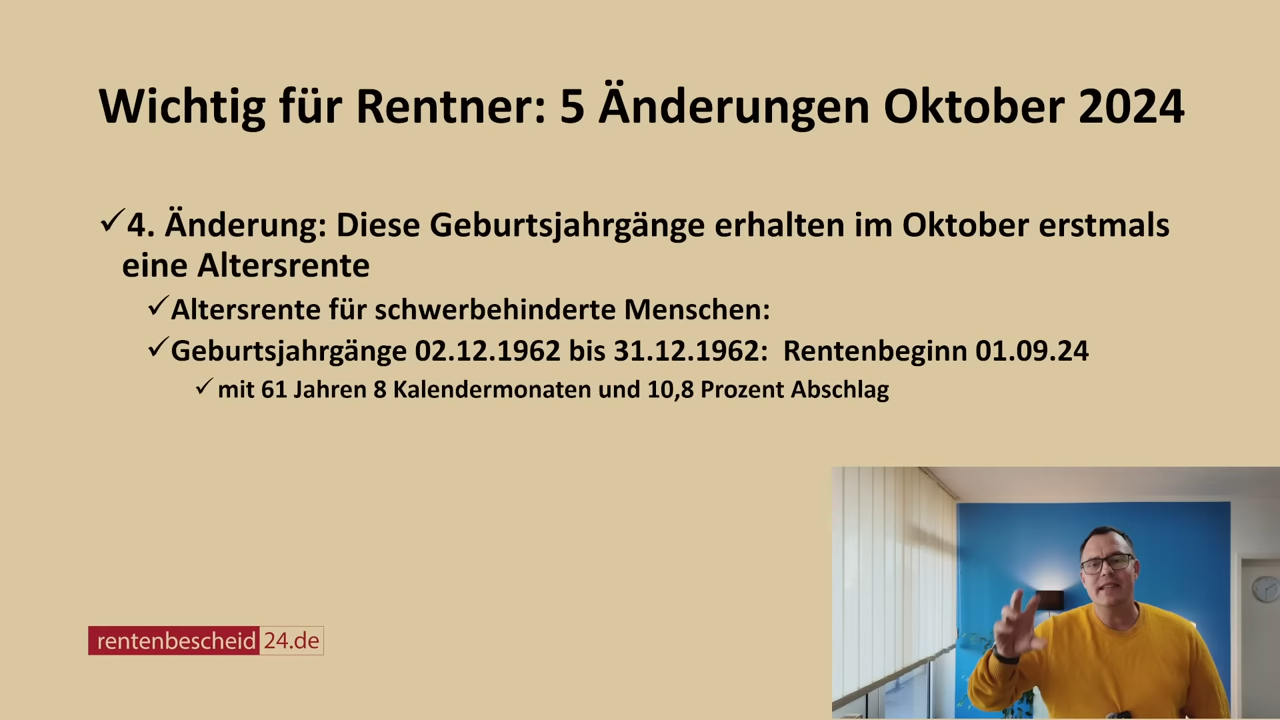 Wichtig für Rentner: 5 Änderungen Oktober 2024
✓4. Änderung: Diese Geburtsjahrgänge erhalten im Oktober erstmals
eine Altersrente
✓Altersrente für schwerbehinderte Menschen:
✓Geburtsjahrgänge 02.12.1962 bis 31.12.1962: Rentenbeginn 01.09.24
✓mit 61 Jahren 8 Kalendermonaten und 10,8 Prozent Abschlag
rentenbescheid 24.de